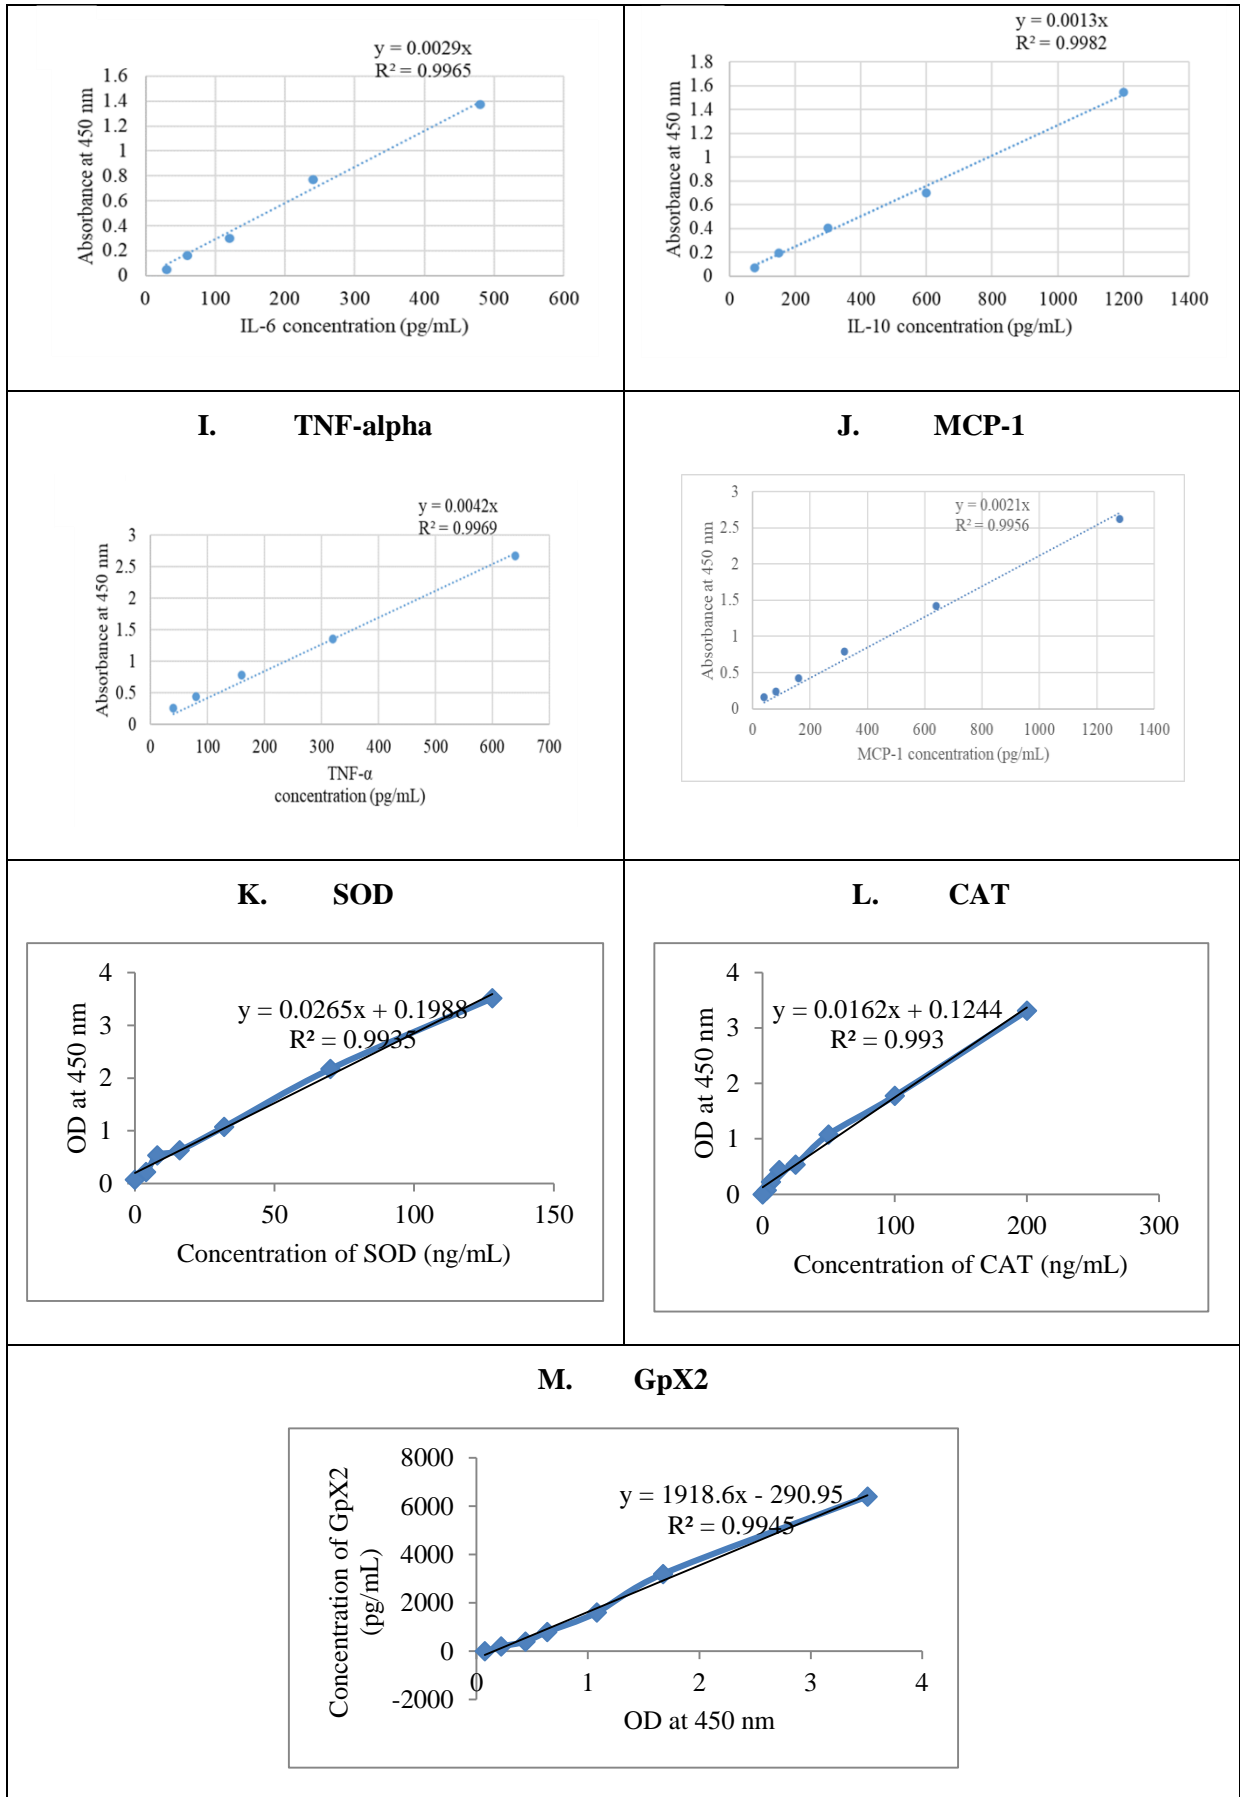 y = 0.0029x
R² = 0.9965
1.6
1.4
1.2
1
0.8
0.6
0.4
0.2
0
Absorbance at 450 nm
0 100 200 300 400 500 600
IL-6 concentration (pg/mL)
y = 0.0013x
R² = 0.9982
1.8
1.6
1.4
1.2
1
0.8
0.6
0.4
0.2
0
Absorbance at 450 nm
0 200 400 600 800 1000 1200 1400
IL-10 concentration (pg/mL)
I. TNF-alpha
y = 0.0042x
R² = 0.9969
3
2.5
2
1.5
1
0.5
0
Absorbance at 450 nm
0 100 200 300 400 500 600 700
TNF-α
concentration (pg/mL)
J. MCP-1
y = 0.0021x
R² = 0.9956
3
2.5
2
1.5
1
0.5
0
Absorbance at 450 nm
0 200 400 600 800 1000 1200 1400
MCP-1 concentration (pg/mL)
K. SOD
y = 0.0265x + 0.1988
R² = 0.9935
4
3
2
1
0
OD at 450 nm
0 50 100 150
Concentration of SOD (ng/mL)
L. CAT
y = 0.0162x + 0.1244
R² = 0.993
4
3
2
1
0
OD at 450 nm
0 100 200 300
Concentration of CAT (ng/mL)
M. GpX2
y = 1918.6x - 290.95
R² = 0.9945
8000
6000
4000
2000
0
-2000
Concentration of GpX2
(pg/mL)
0 1 2 3 4
OD at 450 nm